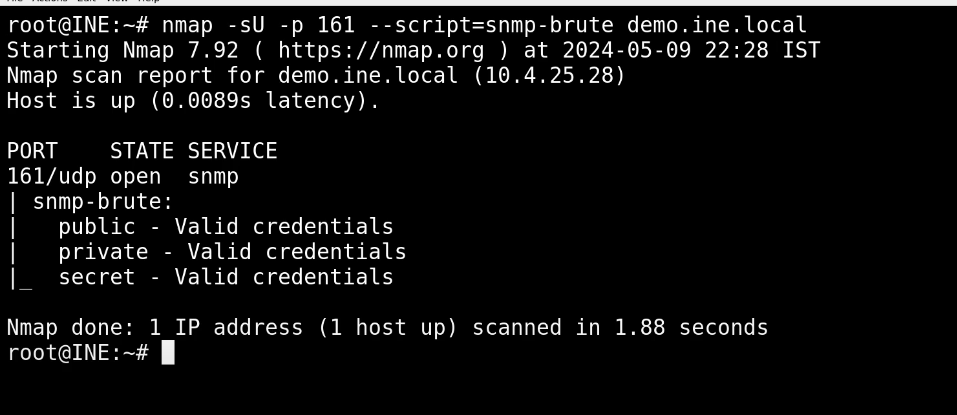 root@INE:~# nmap -sU -p 161 --script=snmp-brute demo.ine.local
Starting Nmap 7.92 ( https://nmap.org ) at 2024-05-09 22:28 IST
Nmap scan report for demo.ine.local (10.4.25.28)
Host is up (0.0089s latency).

PORT    STATE SERVICE
161/udp open  snmp
| snmp-brute:
|   public - Valid credentials
|   private - Valid credentials
|_  secret - Valid credentials

Nmap done: 1 IP address (1 host up) scanned in 1.88 seconds
root@INE:~#